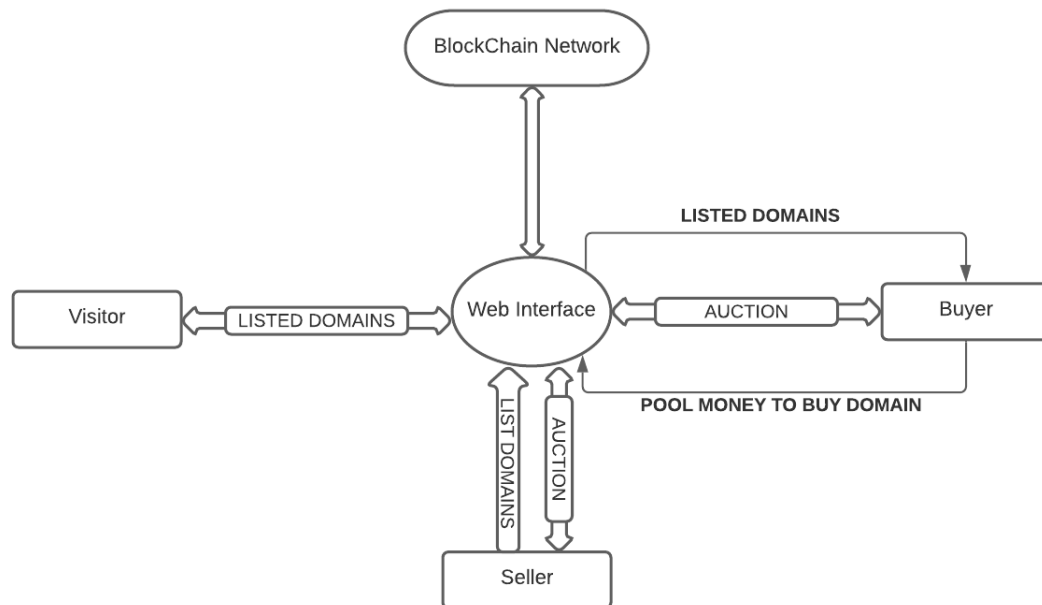 BlockChain Network
LISTED DOMAINS
Visitor
LISTED DOMAINS
Web Interface
AUCTION
Buyer
POOL MONEY TO BUY DOMAIN
LIST DOMAINS
AUCTION
Seller